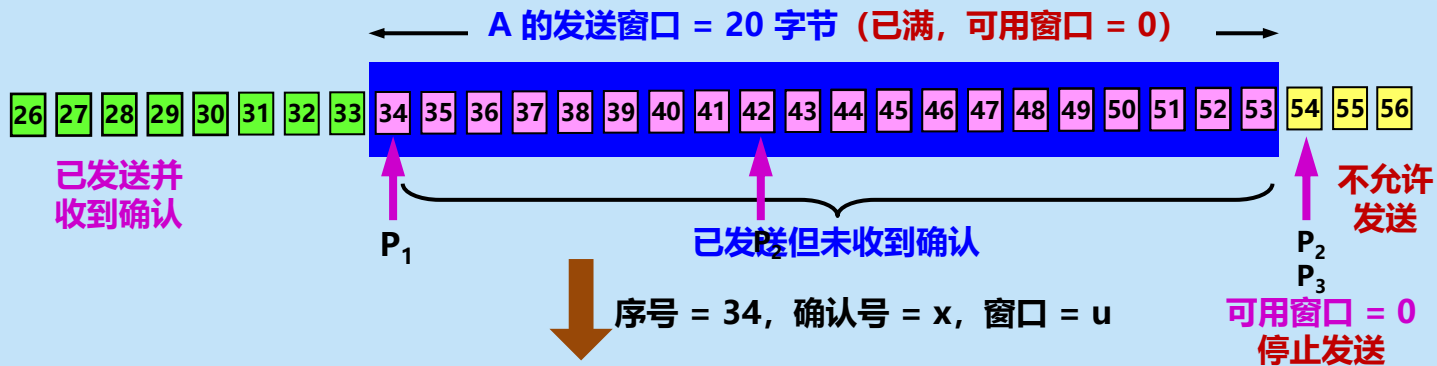 A 的发送窗口 = 20 字节（已满，可用窗口 = 0）
26 27 28 29 30 31 32 33 34 35 36 37 38 39 40 41 42 43 44 45 46 47 48 49 50 51 52 53 54 55 56
已发送并
收到确认
不允许
发送
P1
已发送但未收到确认
P2
P2
P3
序号 = 34，确认号 = x，窗口 = u
可用窗口 = 0
停止发送